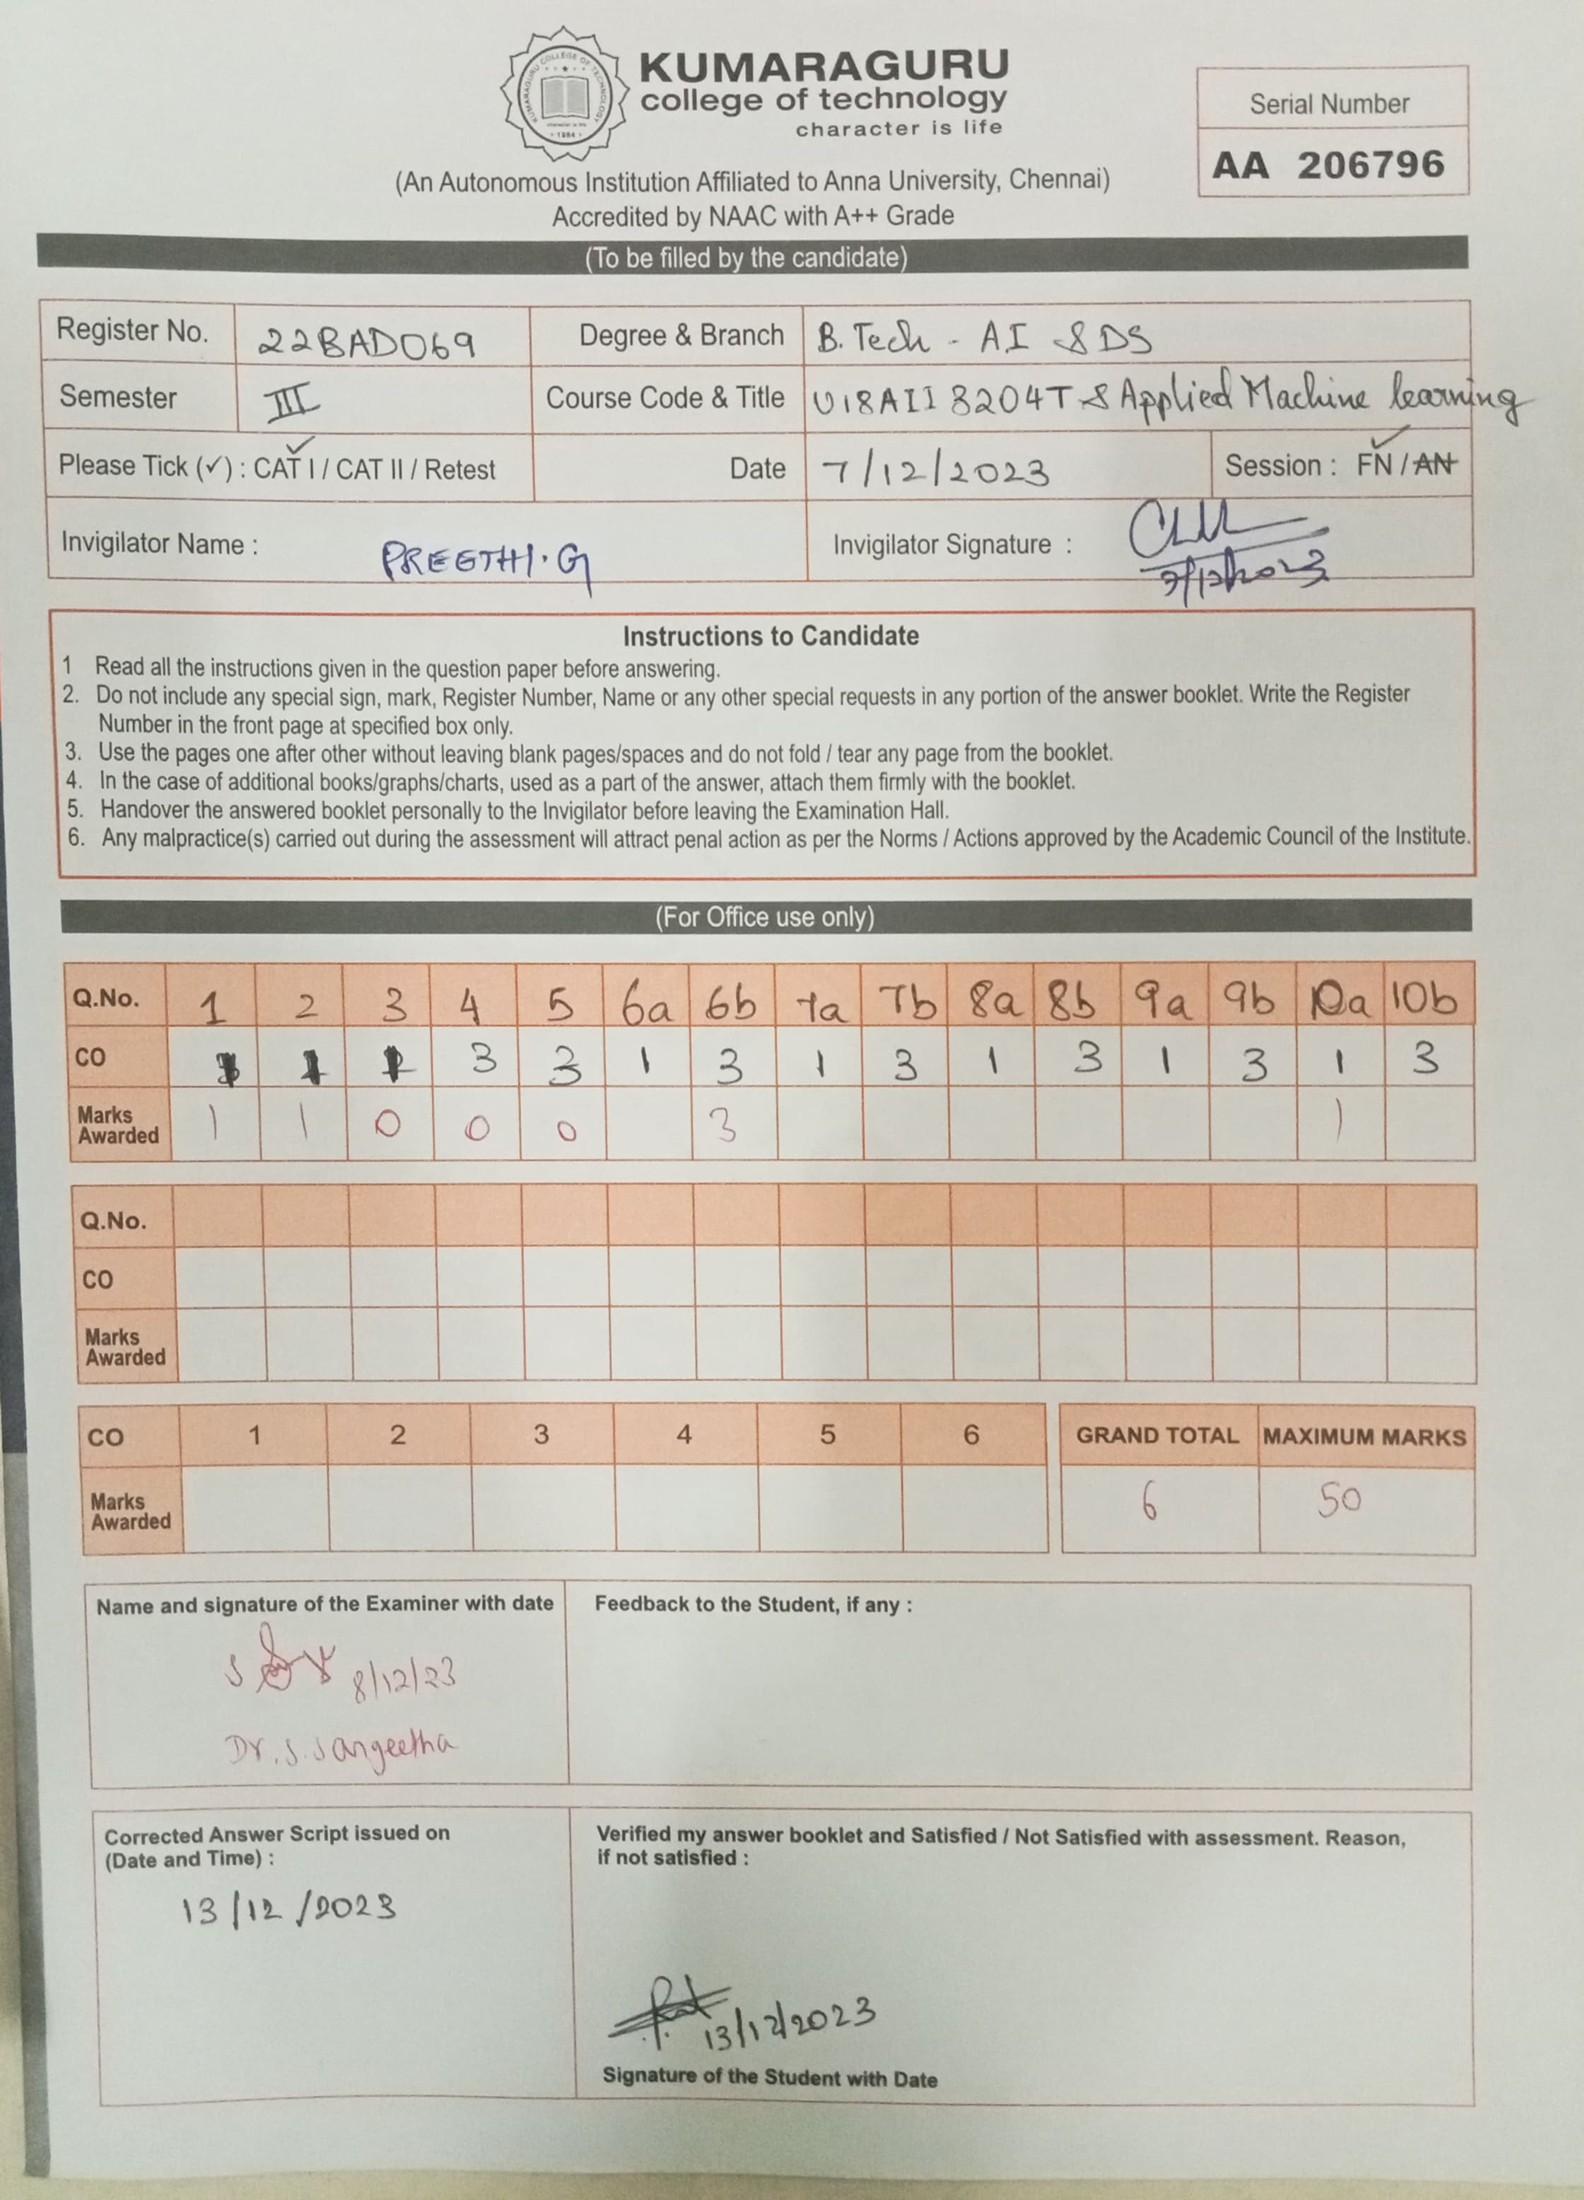 KUMARAGURU COLLEGE OF TECHNOLOGY
1984
KUMARAGURU
college of technology
character is life
Serial Number
AA 206796
(An Autonomous Institution Affiliated to Anna University, Chennai)
Accredited by NAAC with A++ Grade
(To be filled by the candidate)
Register No. 22BAD069 Degree & Branch B. Tech - AI & DS
Semester III Course Code & Title U18AII3204T & Applied Machine learning
Please Tick (✓) : CAT I / CAT II / Retest Date 7/12/2023 Session : FN / AN
Invigilator Name : PREETHI. G Invigilator Signature :
7/12/2023
Instructions to Candidate
1 Read all the instructions given in the question paper before answering.
2. Do not include any special sign, mark, Register Number, Name or any other special requests in any portion of the answer booklet. Write the Register
Number in the front page at specified box only.
3. Use the pages one after other without leaving blank pages/spaces and do not fold / tear any page from the booklet.
4. In the case of additional books/graphs/charts, used as a part of the answer, attach them firmly with the booklet.
5. Handover the answered booklet personally to the Invigilator before leaving the Examination Hall.
6. Any malpractice(s) carried out during the assessment will attract penal action as per the Norms / Actions approved by the Academic Council of the Institute.
(For Office use only)
Q.No. 1 2 3 4 5 6a 6b 7a 7b 8a 8b 9a 9b 10a 10b
CO 1 1 1 3 3 1 3 1 3 1 3 1 3 1 3
Marks Awarded 1 1 0 0 0 3 1
Q.No.
CO
Marks Awarded
CO 1 2 3 4 5 6 GRAND TOTAL MAXIMUM MARKS
Marks Awarded 6 50
Name and signature of the Examiner with date Feedback to the Student, if any :
8/12/23
Dr. S. Sangeetha
Corrected Answer Script issued on
(Date and Time) :
13/12/2023
Verified my answer booklet and Satisfied / Not Satisfied with assessment. Reason,
if not satisfied :
13/12/2023
Signature of the Student with Date